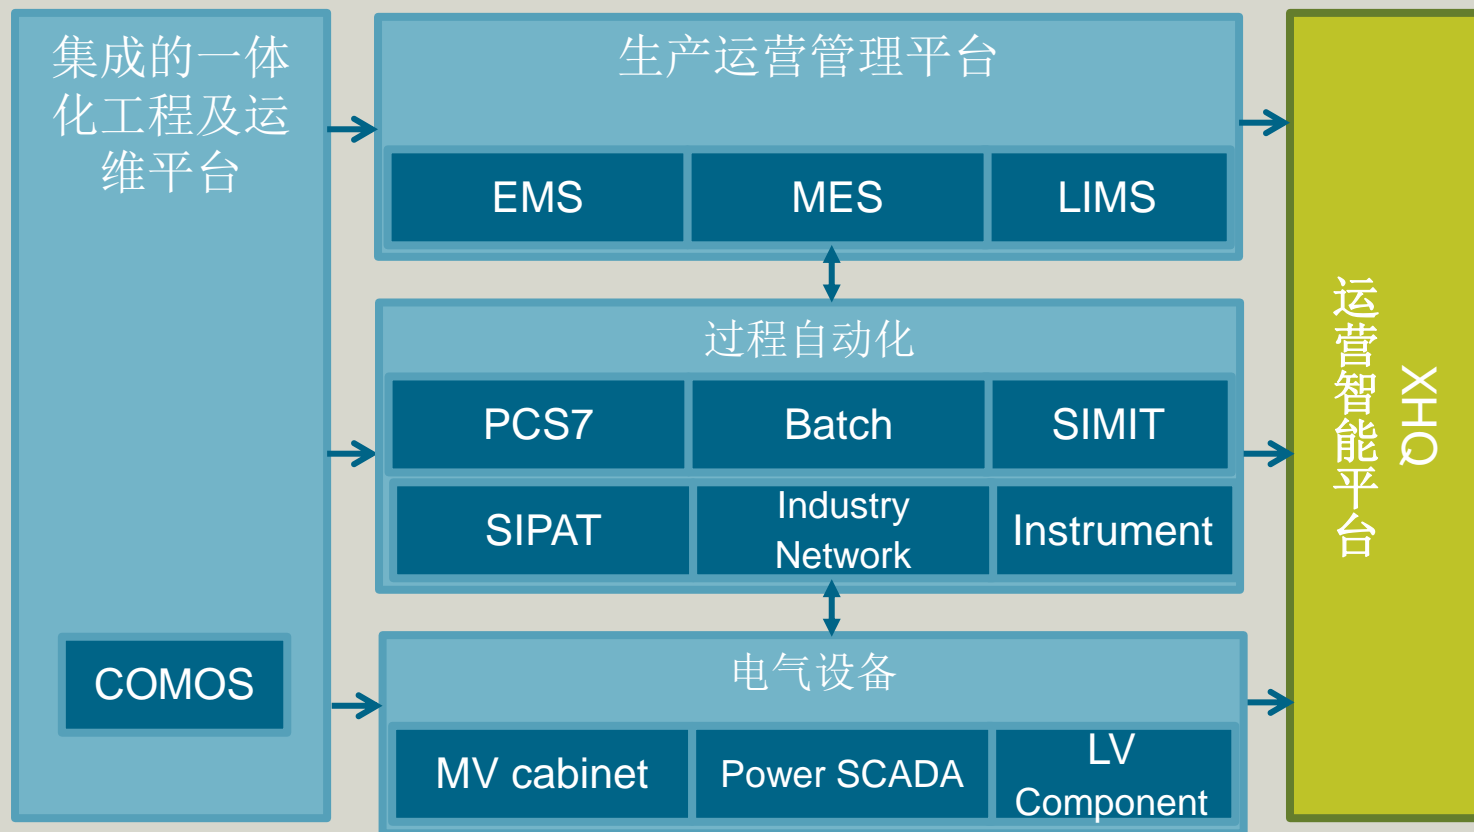 集成的一体
化工程及运
维平台
COMOS
生产运营管理平台
EMS
MES
LIMS
过程自动化
PCS7
Batch
SIMIT
SIPAT
Industry
Network
Instrument
电气设备
MV cabinet
Power SCADA
LV
Component
XHQ
运营智能平台